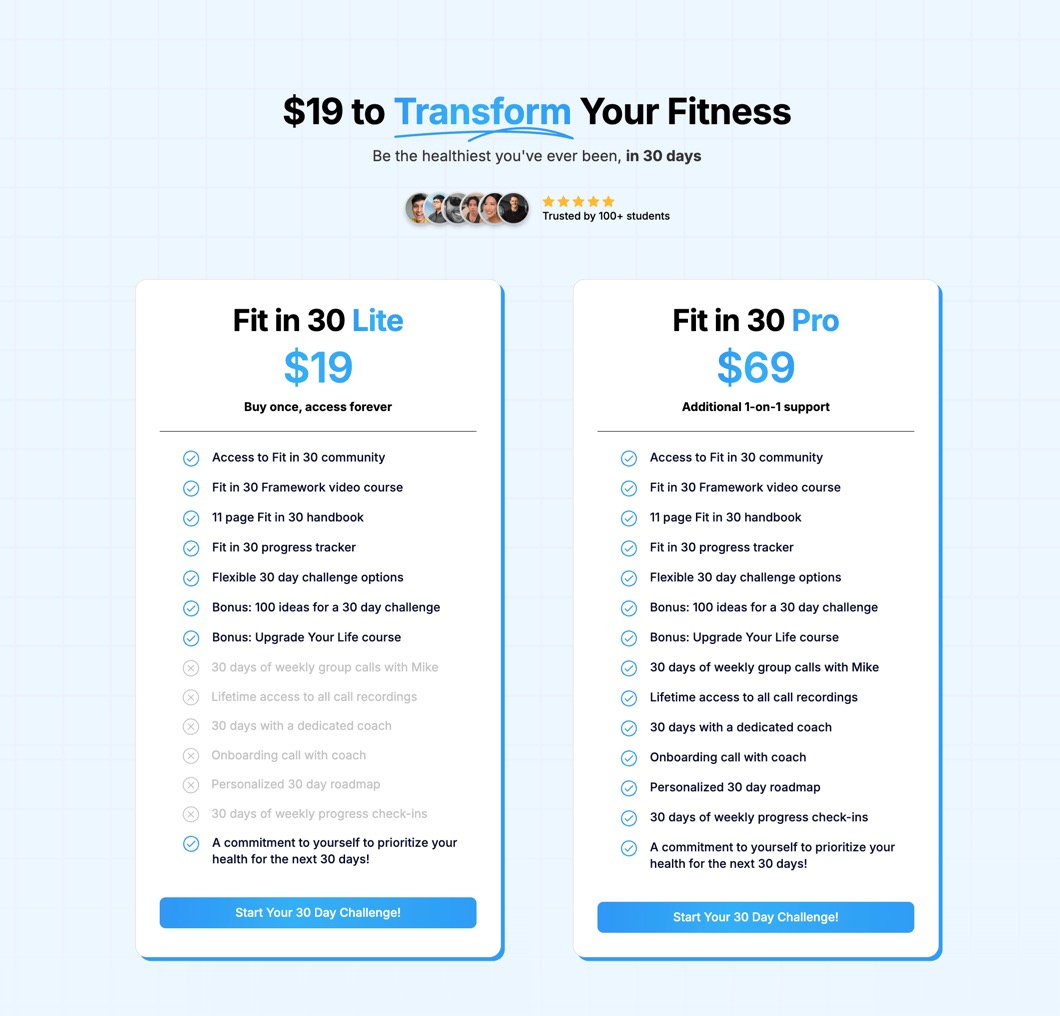 $19 to Transform Your Fitness
Be the healthiest you've ever been, in 30 days
Trusted by 100+ students
Fit in 30 Lite
$19
Buy once, access forever
Access to Fit in 30 community
Fit in 30 Framework video course
11 page Fit in 30 handbook
Fit in 30 progress tracker
Flexible 30 day challenge options
Bonus: 100 ideas for a 30 day challenge
Bonus: Upgrade Your Life course
30 days of weekly group calls with Mike
Lifetime access to all call recordings
30 days with a dedicated coach
Onboarding call with coach
Personalized 30 day roadmap
30 days of weekly progress check-ins
A commitment to yourself to prioritize your
health for the next 30 days!
Start Your 30 Day Challenge!
Fit in 30 Pro
$69
Additional 1-on-1 support
Access to Fit in 30 community
Fit in 30 Framework video course
11 page Fit in 30 handbook
Fit in 30 progress tracker
Flexible 30 day challenge options
Bonus: 100 ideas for a 30 day challenge
Bonus: Upgrade Your Life course
30 days of weekly group calls with Mike
Lifetime access to all call recordings
30 days with a dedicated coach
Onboarding call with coach
Personalized 30 day roadmap
30 days of weekly progress check-ins
A commitment to yourself to prioritize your
health for the next 30 days!
Start Your 30 Day Challenge!